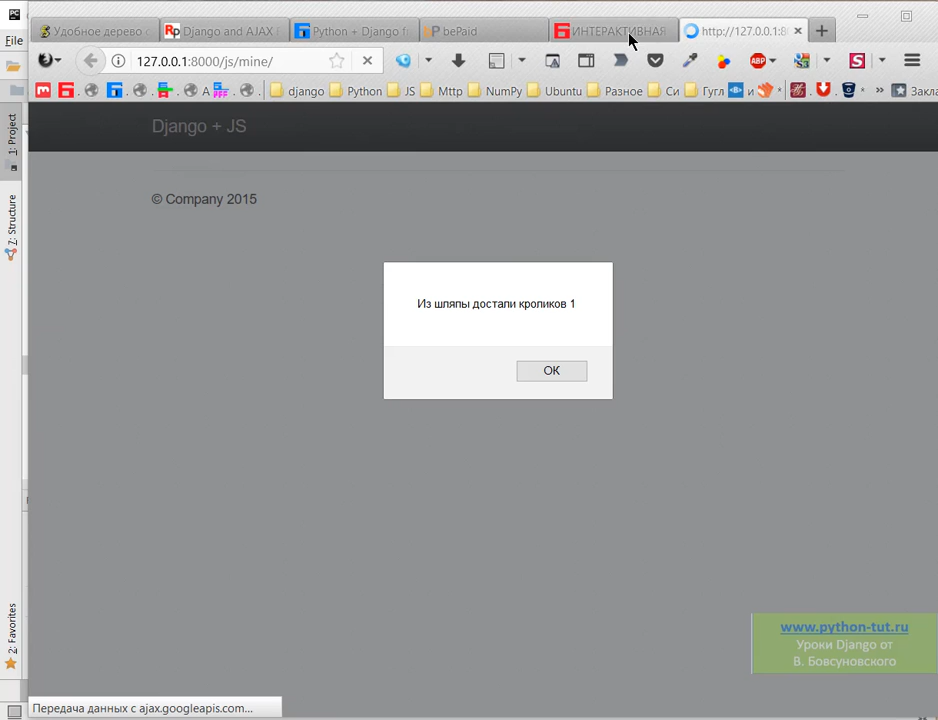 PC
File
1: Project
Z: Structure
2: Favorites
Удобное дерево
Django and AJAX
Python + Django f
bePaid
ИНТЕРАКТИВНАЯ
http://127.0.0.1:8
127.0.0.1:8000/js/mine/
ABP
S
django
Python
JS
Mttp
NumPy
Ubuntu
Разное
Си
Гугл
и
Закла
Django + JS
© Company 2015
Из шляпы достали кроликов 1
OK
www.python-tut.ru
Уроки Django от
В. Бовсуновского
Передача данных с ajax.googleapis.com...